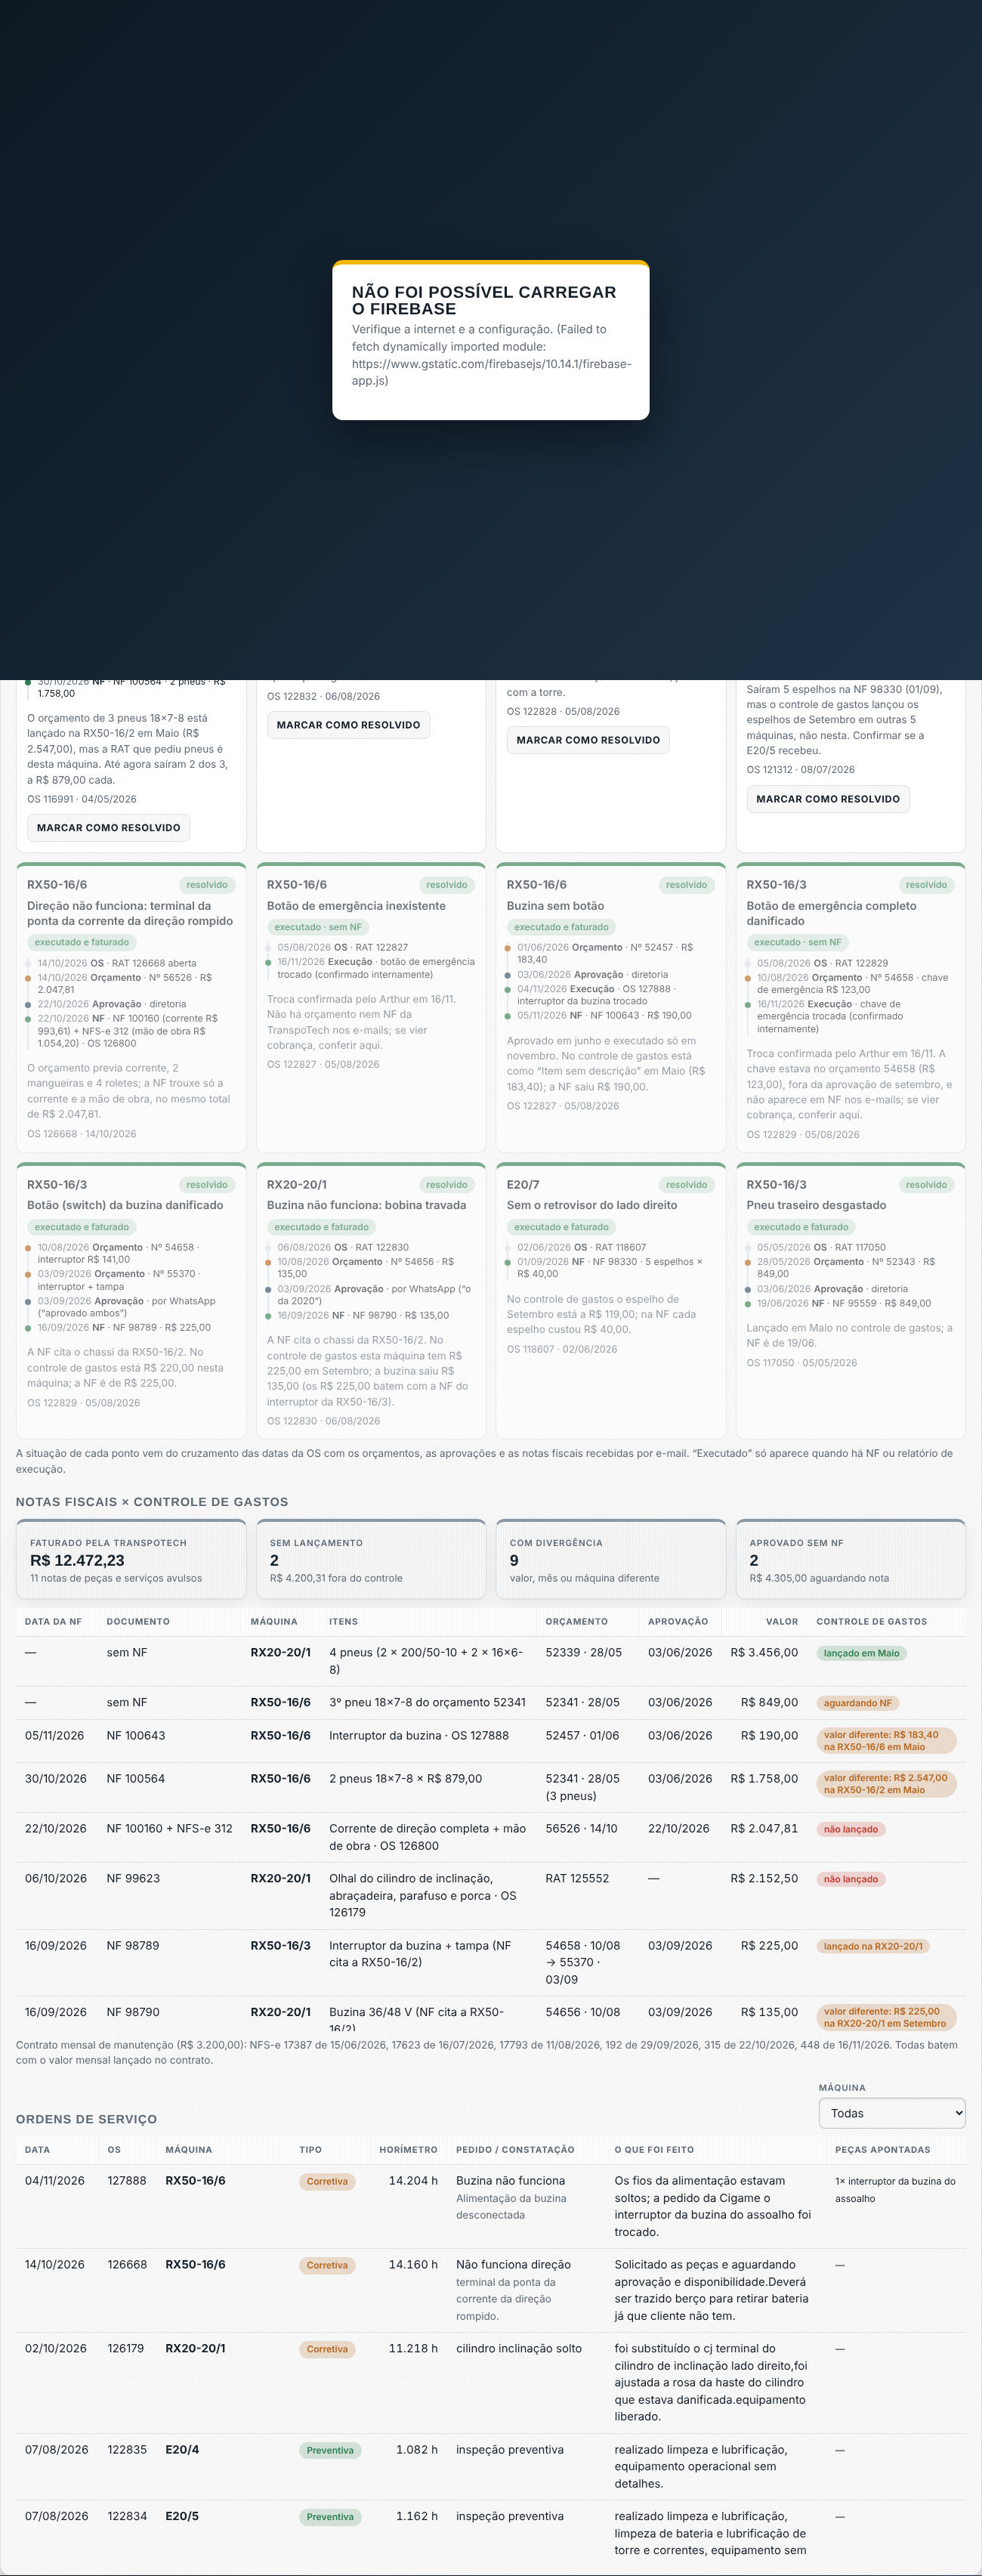 NÃO FOI POSSÍVEL CARREGAR
O FIREBASE
Verifique a internet e a configuração. (Failed to
fetch dynamically imported module:
https://www.gstatic.com/firebasejs/10.14.1/firebase-
app.js)
30/10/2026 NF · NF 100564 · 2 pneus · R$
1.758,00
O orçamento de 3 pneus 18×7-8 está
lançado na RX50-16/2 em Maio (R$
2.547,00), mas a RAT que pediu pneus é
desta máquina. Até agora saíram 2 dos 3,
a R$ 879,00 cada.
OS 116991 · 04/05/2026
MARCAR COMO RESOLVIDO
OS 122832 · 06/08/2026
MARCAR COMO RESOLVIDO
com a torre.
OS 122828 · 05/08/2026
MARCAR COMO RESOLVIDO
Saíram 5 espelhos na NF 98330 (01/09),
mas o controle de gastos lançou os
espelhos de Setembro em outras 5
máquinas, não nesta. Confirmar se a
E20/5 recebeu.
OS 121312 · 08/07/2026
MARCAR COMO RESOLVIDO
RX50-16/6 resolvido
Direção não funciona: terminal da
ponta da corrente da direção rompido
executado e faturado
14/10/2026 OS · RAT 126668 aberta
14/10/2026 Orçamento · Nº 56526 · R$
2.047,81
22/10/2026 Aprovação · diretoria
22/10/2026 NF · NF 100160 (corrente R$
993,61) + NFS-e 312 (mão de obra R$
1.054,20) · OS 126800
O orçamento previa corrente, 2
mangueiras e 4 roletes; a NF trouxe só a
corrente e a mão de obra, no mesmo total
de R$ 2.047,81.
OS 126668 · 14/10/2026
RX50-16/6 resolvido
Botão de emergência inexistente
executado · sem NF
05/08/2026 OS · RAT 122827
16/11/2026 Execução · botão de emergência
trocado (confirmado internamente)
Troca confirmada pelo Arthur em 16/11.
Não há orçamento nem NF da
TranspoTech nos e-mails; se vier
cobrança, conferir aqui.
OS 122827 · 05/08/2026
RX50-16/6 resolvido
Buzina sem botão
executado e faturado
01/06/2026 Orçamento · Nº 52457 · R$
183,40
03/06/2026 Aprovação · diretoria
04/11/2026 Execução · OS 127888 ·
interruptor da buzina trocado
05/11/2026 NF · NF 100643 · R$ 190,00
Aprovado em junho e executado só em
novembro. No controle de gastos está
como “Item sem descrição” em Maio (R$
183,40); a NF saiu R$ 190,00.
OS 122827 · 05/08/2026
RX50-16/3 resolvido
Botão de emergência completo
danificado
executado · sem NF
05/08/2026 OS · RAT 122829
10/08/2026 Orçamento · Nº 54658 · chave
de emergência R$ 123,00
16/11/2026 Execução · chave de
emergência trocada (confirmado
internamente)
Troca confirmada pelo Arthur em 16/11. A
chave estava no orçamento 54658 (R$
123,00), fora da aprovação de setembro, e
não aparece em NF nos e-mails; se vier
cobrança, conferir aqui.
OS 122829 · 05/08/2026
RX50-16/3 resolvido
Botão (switch) da buzina danificado
executado e faturado
10/08/2026 Orçamento · Nº 54658 ·
interruptor R$ 141,00
03/09/2026 Orçamento · Nº 55370 ·
interruptor + tampa
03/09/2026 Aprovação · por WhatsApp
(“aprovado ambos”)
16/09/2026 NF · NF 98789 · R$ 225,00
A NF cita o chassi da RX50-16/2. No
controle de gastos está R$ 220,00 nesta
máquina; a NF é de R$ 225,00.
OS 122829 · 05/08/2026
RX20-20/1 resolvido
Buzina não funciona: bobina travada
executado e faturado
06/08/2026 OS · RAT 122830
10/08/2026 Orçamento · Nº 54656 · R$
135,00
03/09/2026 Aprovação · por WhatsApp (“o
da 2020”)
16/09/2026 NF · NF 98790 · R$ 135,00
A NF cita o chassi da RX50-16/2. No
controle de gastos esta máquina tem R$
225,00 em Setembro; a buzina saiu R$
135,00 (os R$ 225,00 batem com a NF do
interruptor da RX50-16/3).
OS 122830 · 06/08/2026
E20/7 resolvido
Sem o retrovisor do lado direito
executado e faturado
02/06/2026 OS · RAT 118607
01/09/2026 NF · NF 98330 · 5 espelhos ×
R$ 40,00
No controle de gastos o espelho de
Setembro está a R$ 119,00; na NF cada
espelho custou R$ 40,00.
OS 118607 · 02/06/2026
RX50-16/3 resolvido
Pneu traseiro desgastado
executado e faturado
05/05/2026 OS · RAT 117050
28/05/2026 Orçamento · Nº 52343 · R$
849,00
03/06/2026 Aprovação · diretoria
19/06/2026 NF · NF 95559 · R$ 849,00
Lançado em Maio no controle de gastos; a
NF é de 19/06.
OS 117050 · 05/05/2026
A situação de cada ponto vem do cruzamento das datas da OS com os orçamentos, as aprovações e as notas fiscais recebidas por e-mail. “Executado” só aparece quando há NF ou relatório de
execução.
NOTAS FISCAIS × CONTROLE DE GASTOS
FATURADO PELA TRANSPOTECH
R$ 12.472,23
11 notas de peças e serviços avulsos
SEM LANÇAMENTO
2
R$ 4.200,31 fora do controle
COM DIVERGÊNCIA
9
valor, mês ou máquina diferente
APROVADO SEM NF
2
R$ 4.305,00 aguardando nota
DATA DA NF DOCUMENTO MÁQUINA ITENS ORÇAMENTO APROVAÇÃO VALOR CONTROLE DE GASTOS
— sem NF RX20-20/1 4 pneus (2 × 200/50-10 + 2 × 16×6- 52339 · 28/05 03/06/2026 R$ 3.456,00 lançado em Maio
8)
— sem NF RX50-16/6 3º pneu 18×7-8 do orçamento 52341 52341 · 28/05 03/06/2026 R$ 849,00 aguardando NF
05/11/2026 NF 100643 RX50-16/6 Interruptor da buzina · OS 127888 52457 · 01/06 03/06/2026 R$ 190,00 valor diferente: R$ 183,40
na RX50-16/6 em Maio
30/10/2026 NF 100564 RX50-16/6 2 pneus 18×7-8 × R$ 879,00 52341 · 28/05 03/06/2026 R$ 1.758,00 valor diferente: R$ 2.547,00
(3 pneus) na RX50-16/2 em Maio
22/10/2026 NF 100160 + NFS-e 312 RX50-16/6 Corrente de direção completa + mão 56526 · 14/10 22/10/2026 R$ 2.047,81 não lançado
de obra · OS 126800
06/10/2026 NF 99623 RX20-20/1 Olhal do cilindro de inclinação, RAT 125552 — R$ 2.152,50 não lançado
abraçadeira, parafuso e porca · OS
126179
16/09/2026 NF 98789 RX50-16/3 Interruptor da buzina + tampa (NF 54658 · 10/08 03/09/2026 R$ 225,00 lançado na RX20-20/1
cita a RX50-16/2) → 55370 ·
03/09
16/09/2026 NF 98790 RX20-20/1 Buzina 36/48 V (NF cita a RX50- 54656 · 10/08 03/09/2026 R$ 135,00 valor diferente: R$ 225,00
16/2) na RX20-20/1 em Setembro
Contrato mensal de manutenção (R$ 3.200,00): NFS-e 17387 de 15/06/2026, 17623 de 16/07/2026, 17793 de 11/08/2026, 192 de 29/09/2026, 315 de 22/10/2026, 448 de 16/11/2026. Todas batem
com o valor mensal lançado no contrato.
MÁQUINA
ORDENS DE SERVIÇO Todas
DATA OS MÁQUINA TIPO HORÍMETRO PEDIDO / CONSTATAÇÃO O QUE FOI FEITO PEÇAS APONTADAS
04/11/2026 127888 RX50-16/6 Corretiva 14.204 h Buzina não funciona Os fios da alimentação estavam 1× interruptor da buzina do
Alimentação da buzina soltos; a pedido da Cigame o assoalho
desconectada interruptor da buzina do assoalho foi
trocado.
14/10/2026 126668 RX50-16/6 Corretiva 14.160 h Não funciona direção Solicitado as peças e aguardando —
terminal da ponta da aprovação e disponibilidade.Deverá
corrente da direção ser trazido berço para retirar bateria
rompido. já que cliente não tem.
02/10/2026 126179 RX20-20/1 Corretiva 11.218 h cilindro inclinação solto foi substituído o cj terminal do —
cilindro de inclinação lado direito,foi
ajustada a rosa da haste do cilindro
que estava danificada.equipamento
liberado.
07/08/2026 122835 E20/4 Preventiva 1.082 h inspeção preventiva realizado limpeza e lubrificação, —
equipamento operacional sem
detalhes.
07/08/2026 122834 E20/5 Preventiva 1.162 h inspeção preventiva realizado limpeza e lubrificação, —
limpeza de bateria e lubrificação de
torre e correntes, equipamento sem